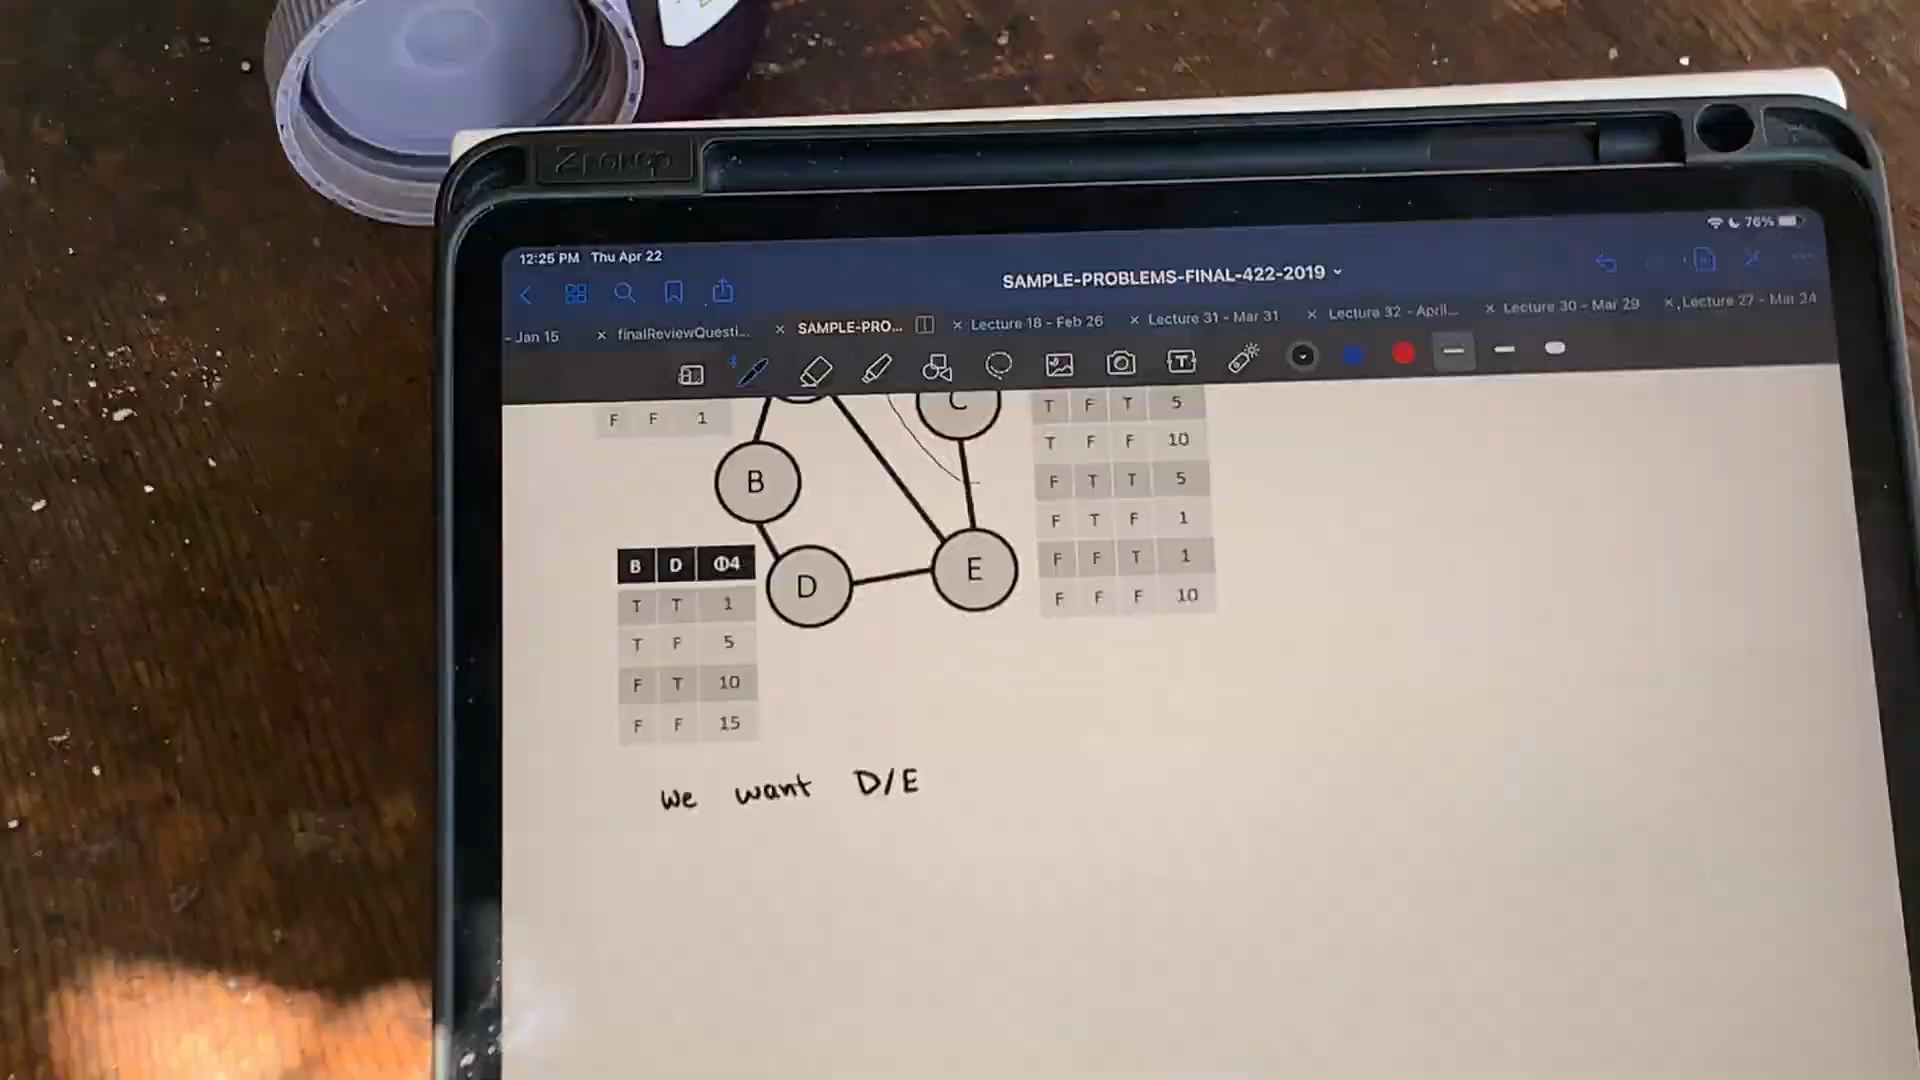 Zhohop
76%
12:25 PM Thu Apr 22
SAMPLE-PROBLEMS-FINAL-422-2019
- Jan 15 × finalReviewQuesti... × SAMPLE-PRO... × Lecture 18 - Feb 26 × Lecture 31 - Mar 31 × Lecture 32 - April... × Lecture 30 - Mar 29 × Lecture 27 - Mar 24
F F 1
C
T F T 5
T F F 10
F T T 5
F T F 1
F F T 1
F F F 10
B
D
E
B D Φ4
T T 1
T F 5
F T 10
F F 15
We want D/E